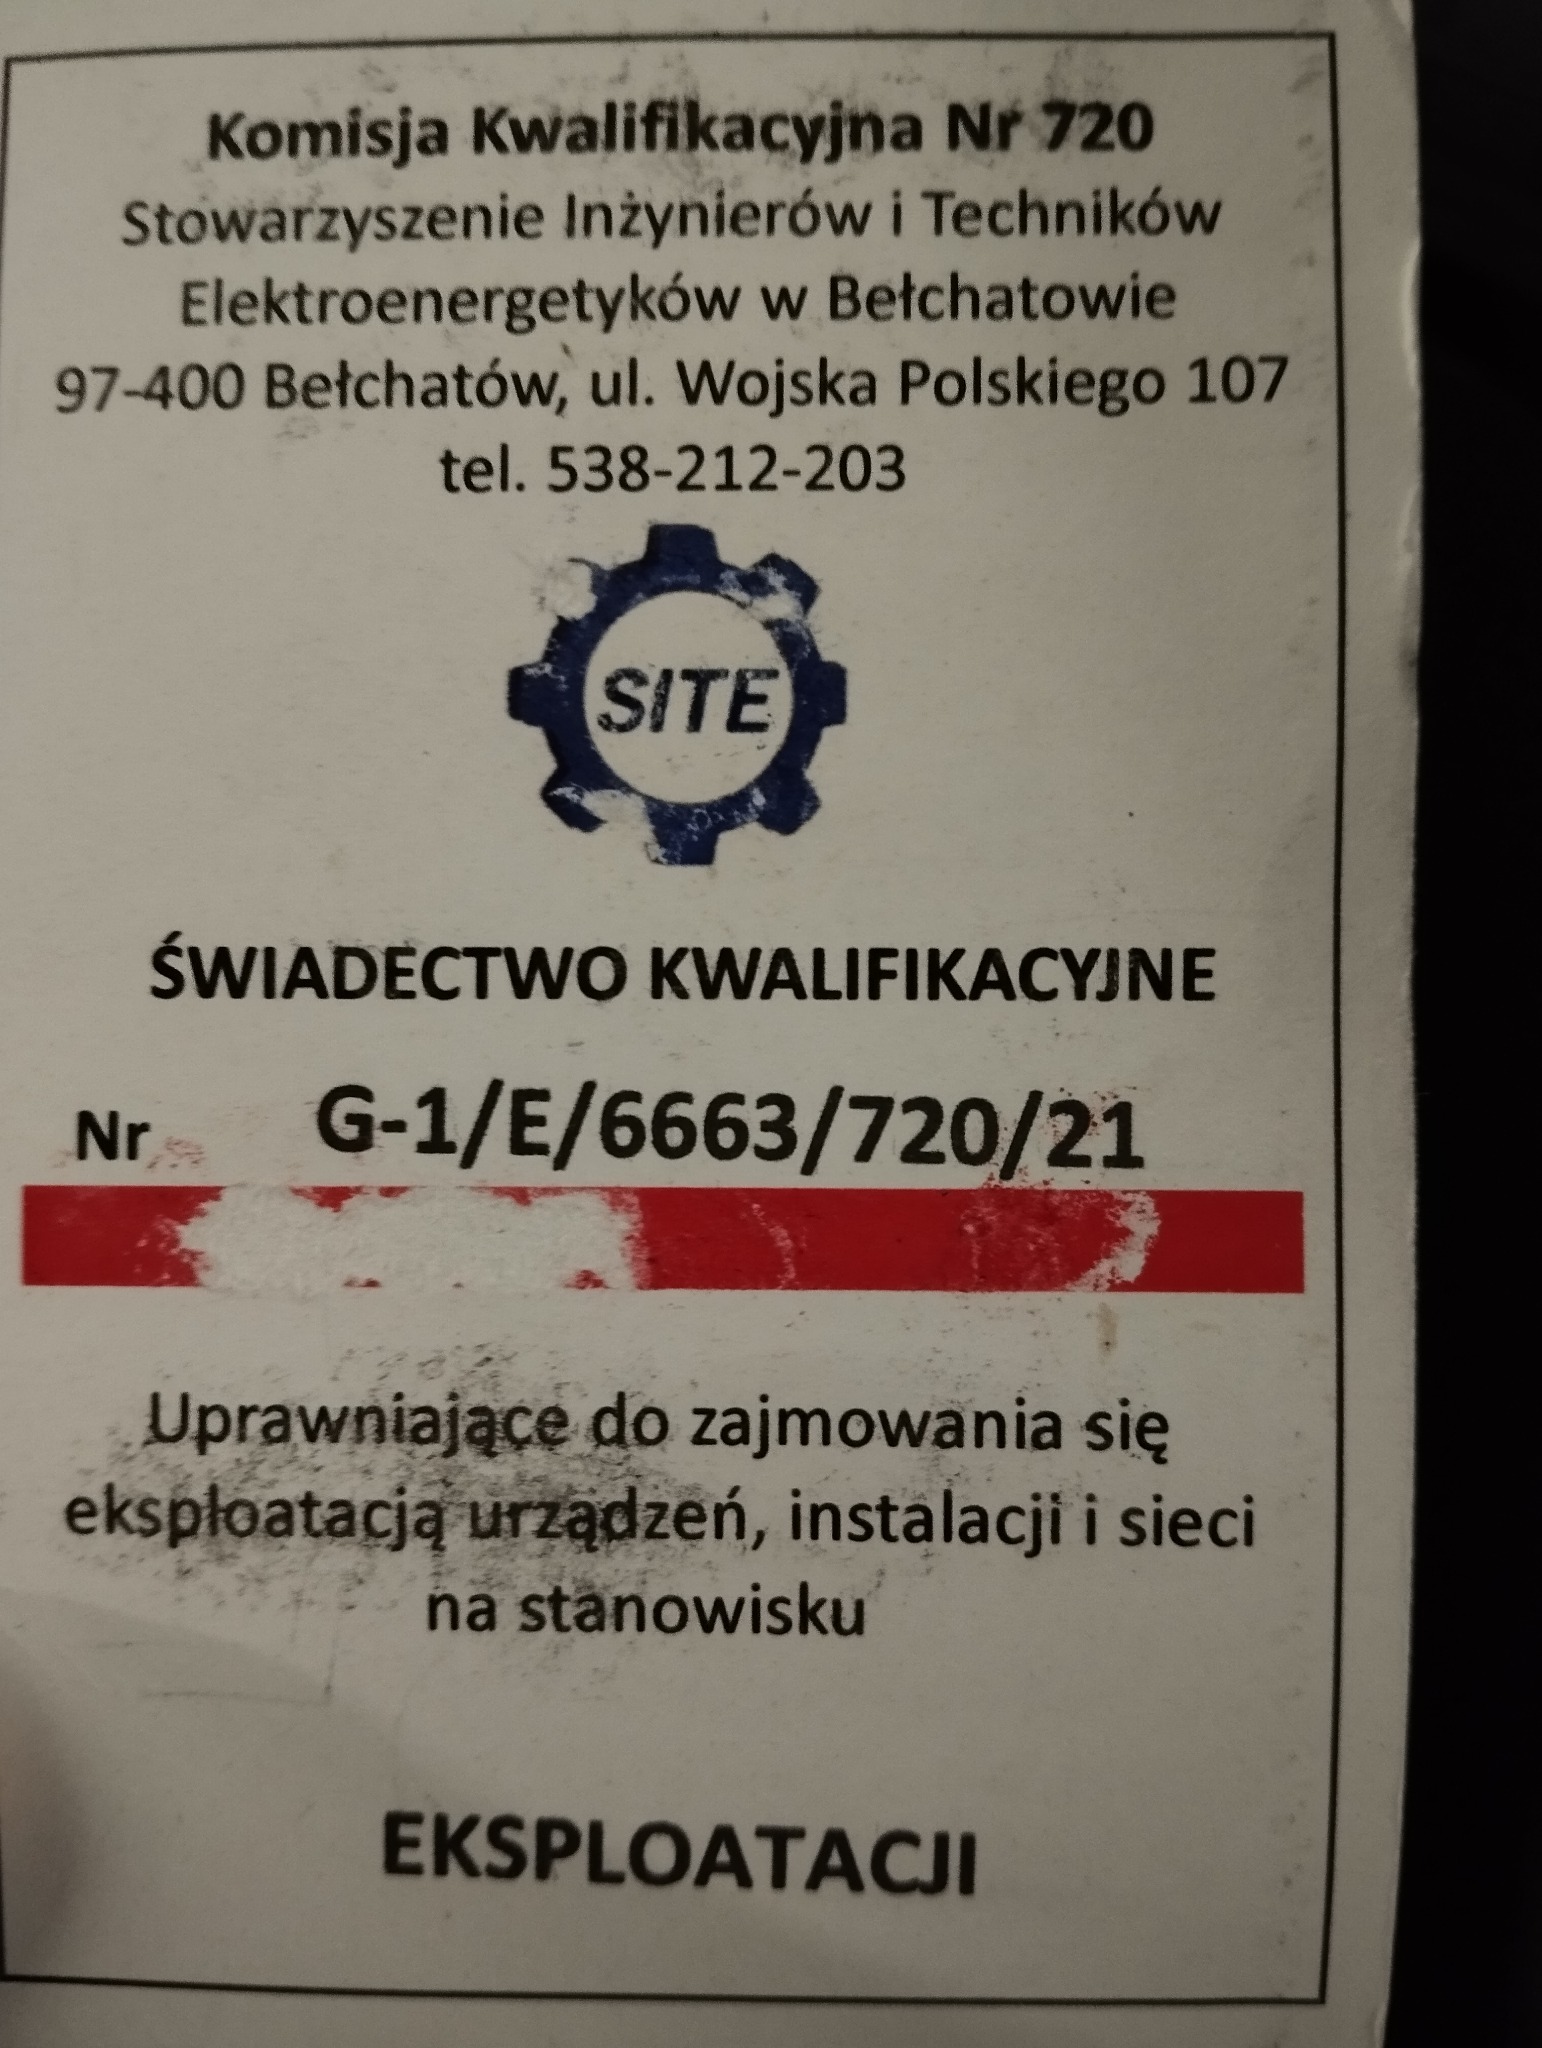 Komisja Kwalifikacyjna Nr 720
Stowarzyszenie Inżynierów i Techników
Elektroenergetyków w Bełchatowie
97-400 Bełchatów, ul. Wojska Polskiego 107
tel. 538-212-203
SITE
ŚWIADECTWO KWALIFIKACYJNE
Nr G-1/E/6663/720/21
Uprawniające do zajmowania się
eksploatacją urządzeń, instalacji i sieci
na stanowisku
EKSPLOATACJI